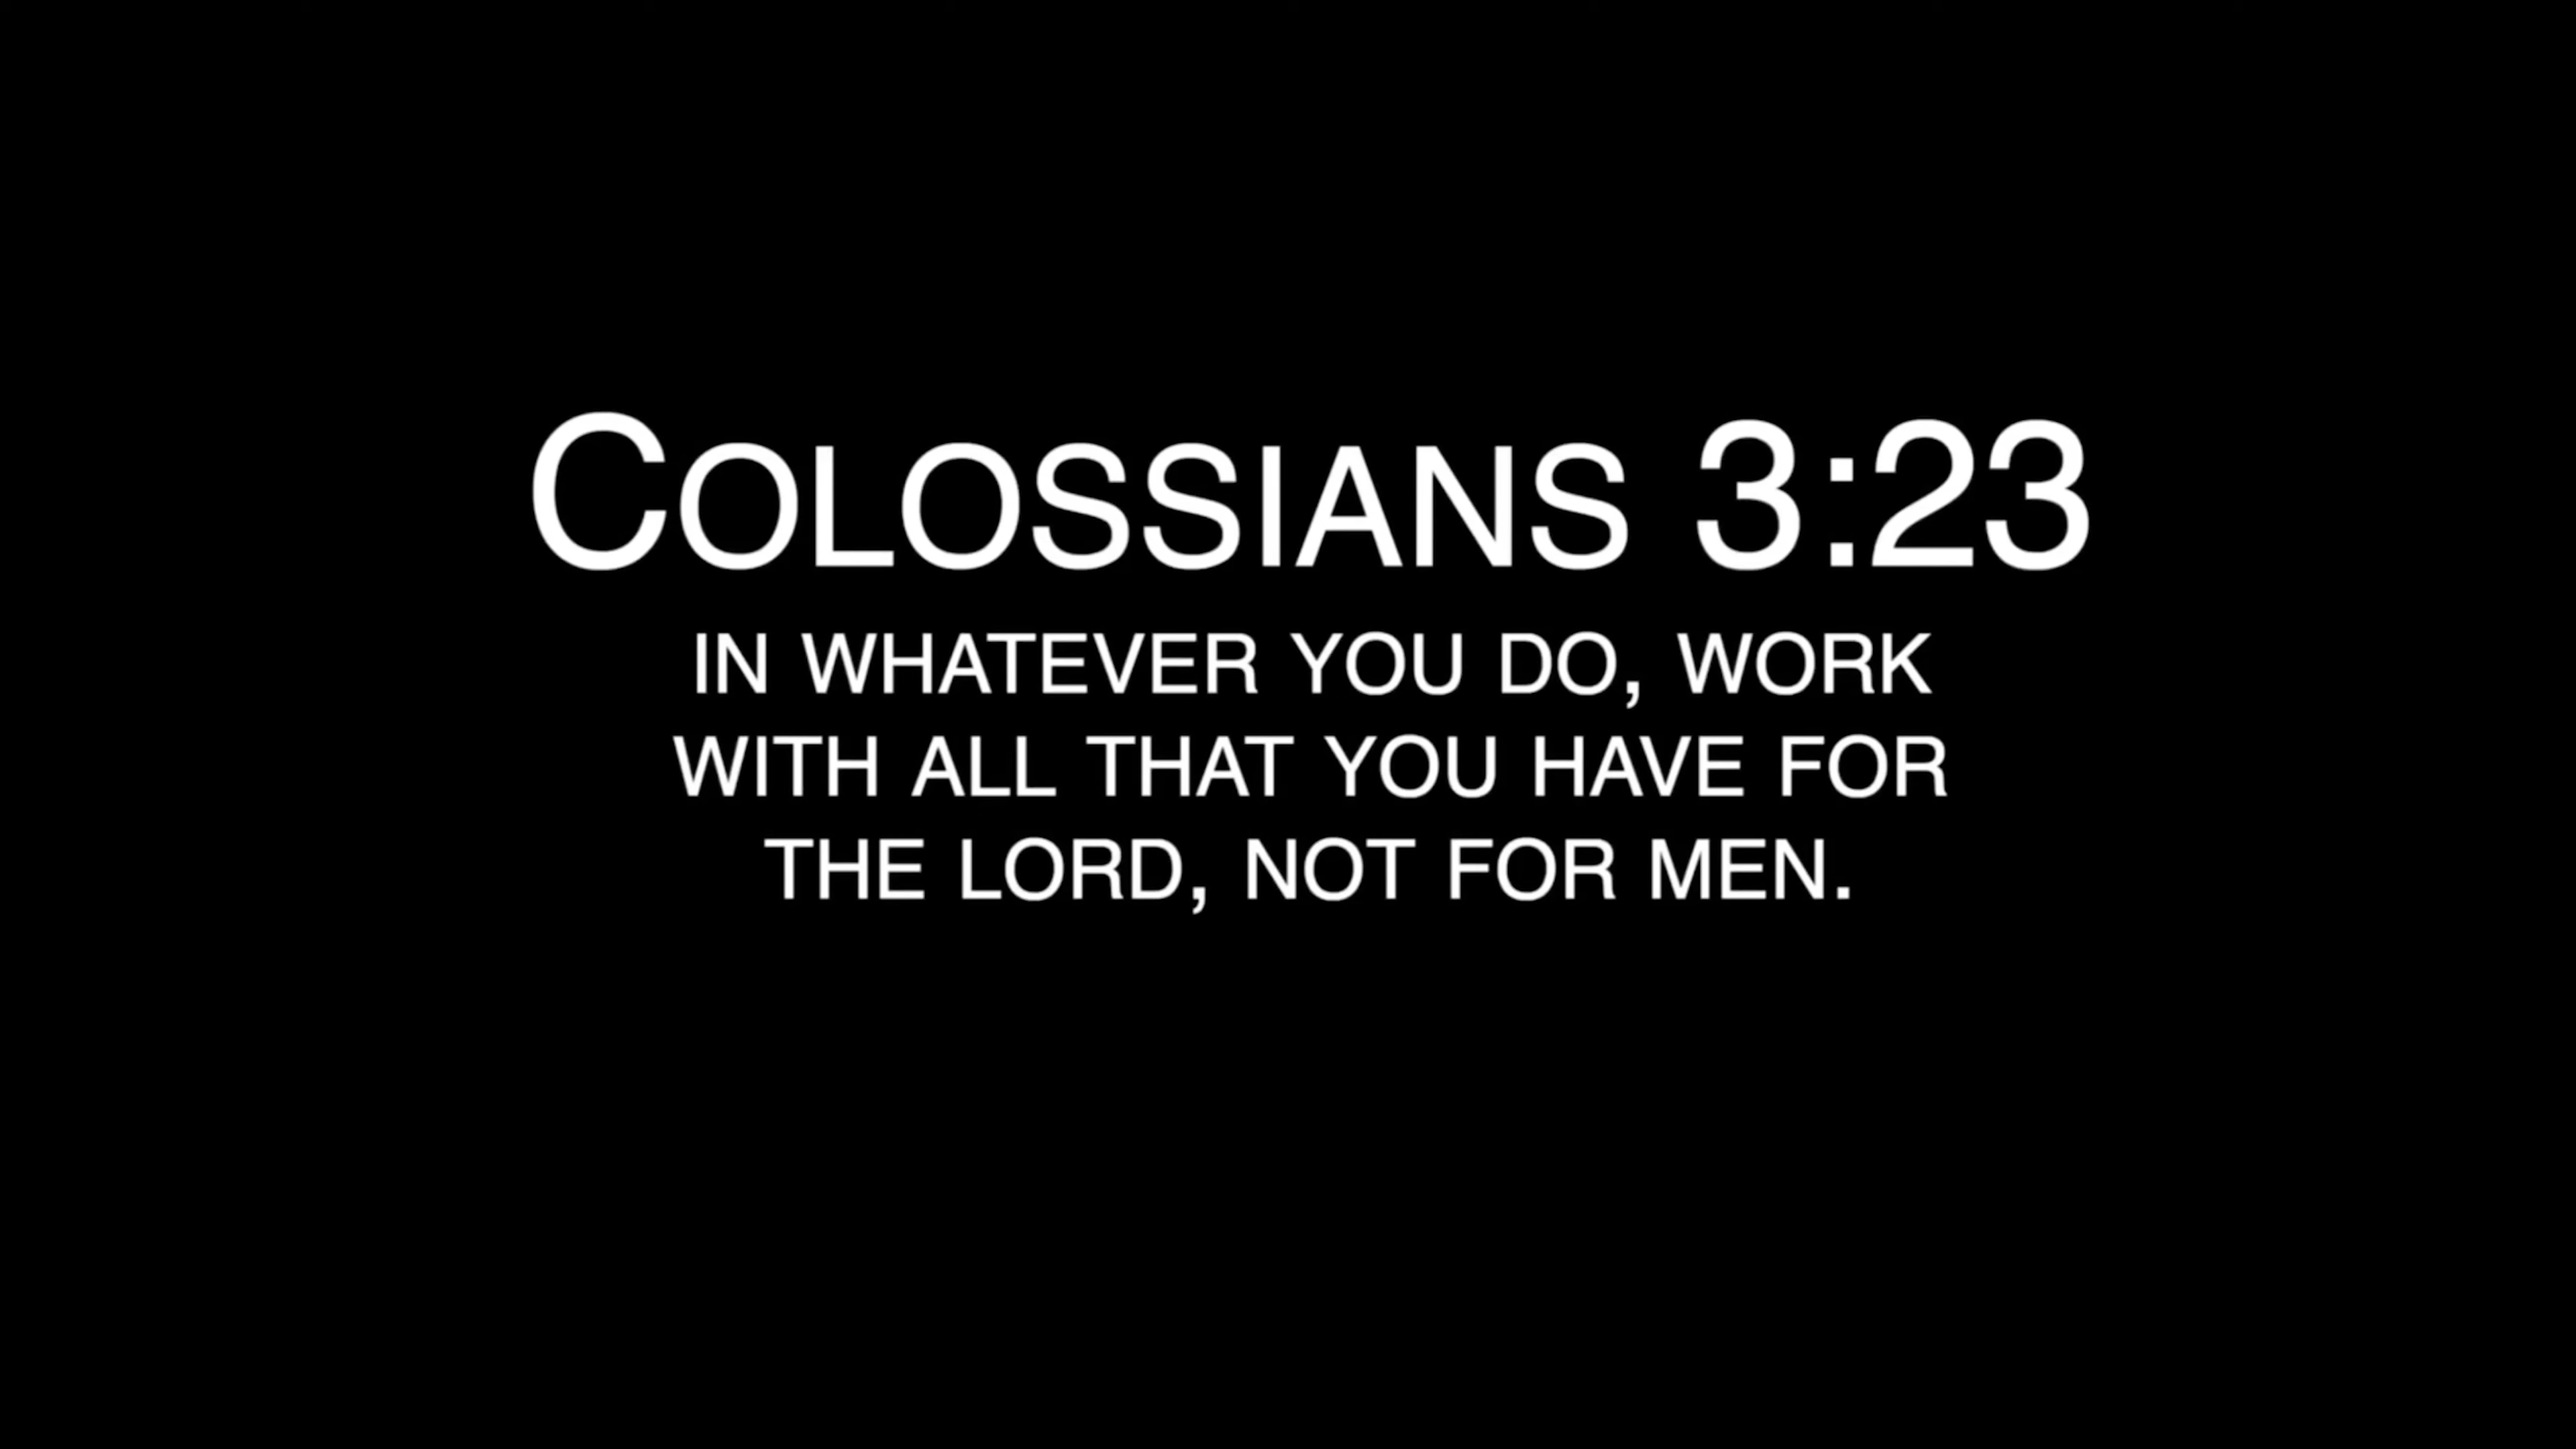 COLOSSIANS 3:23
IN WHATEVER YOU DO, WORK
WITH ALL THAT YOU HAVE FOR
THE LORD, NOT FOR MEN.